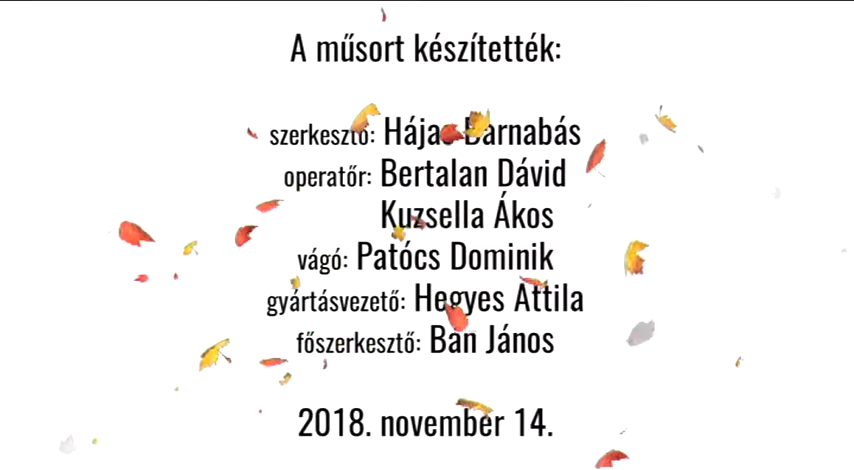 A műsort készítették:
szerkesztő: Hájas Barnabás
operatőr: Bertalan Dávid
Kuzsella Ákos
vágó: Patócs Dominik
gyártásvezető: Hegyes Attila
főszerkesztő: Bán János
2018. november 14.